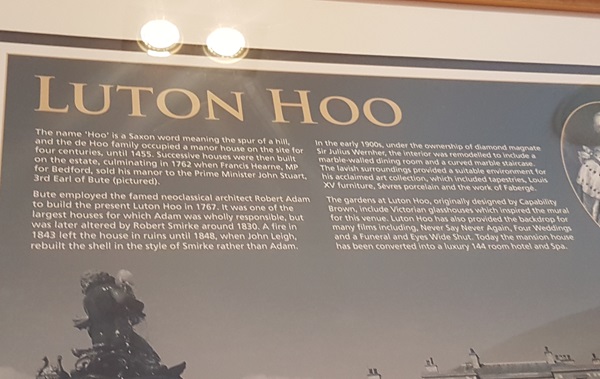 LUTON HOO
The name 'Hoo' is a Saxon word meaning the spur of a hill,
and the de Hoo family occupied a manor house on the site for
four centuries, until 1455. Successive houses were then built
on the estate, culminating in 1762 when Francis Hearne, MP
for Bedford, sold his manor to the Prime Minister John Stuart,
3rd Earl of Bute (pictured).
Bute employed the famed neoclassical architect Robert Adam
to build the present Luton Hoo in 1767. It was one of the
largest houses for which Adam was wholly responsible, but
was later altered by Robert Smirke around 1830. A fire in
1843 left the house in ruins until 1848, when John Leigh,
rebuilt the shell in the style of Smirke rather than Adam.
In the early 1900s, under the ownership of diamond magnate
Sir Julius Wernher, the interior was remodelled to include a
marble-walled dining room and a curved marble staircase.
The lavish surroundings provided a suitable environment for
his acclaimed art collection, which included tapestries, Louis
XV furniture, Sèvres porcelain and the work of Fabergé.
The gardens at Luton Hoo, originally designed by Capability
Brown, include Victorian glasshouses which inspired the mural
for this venue. Luton Hoo has also provided the backdrop for
many films including, Never Say Never Again, Four Weddings
and a Funeral and Eyes Wide Shut. Today the mansion house
has been converted into a luxury 144 room hotel and Spa.